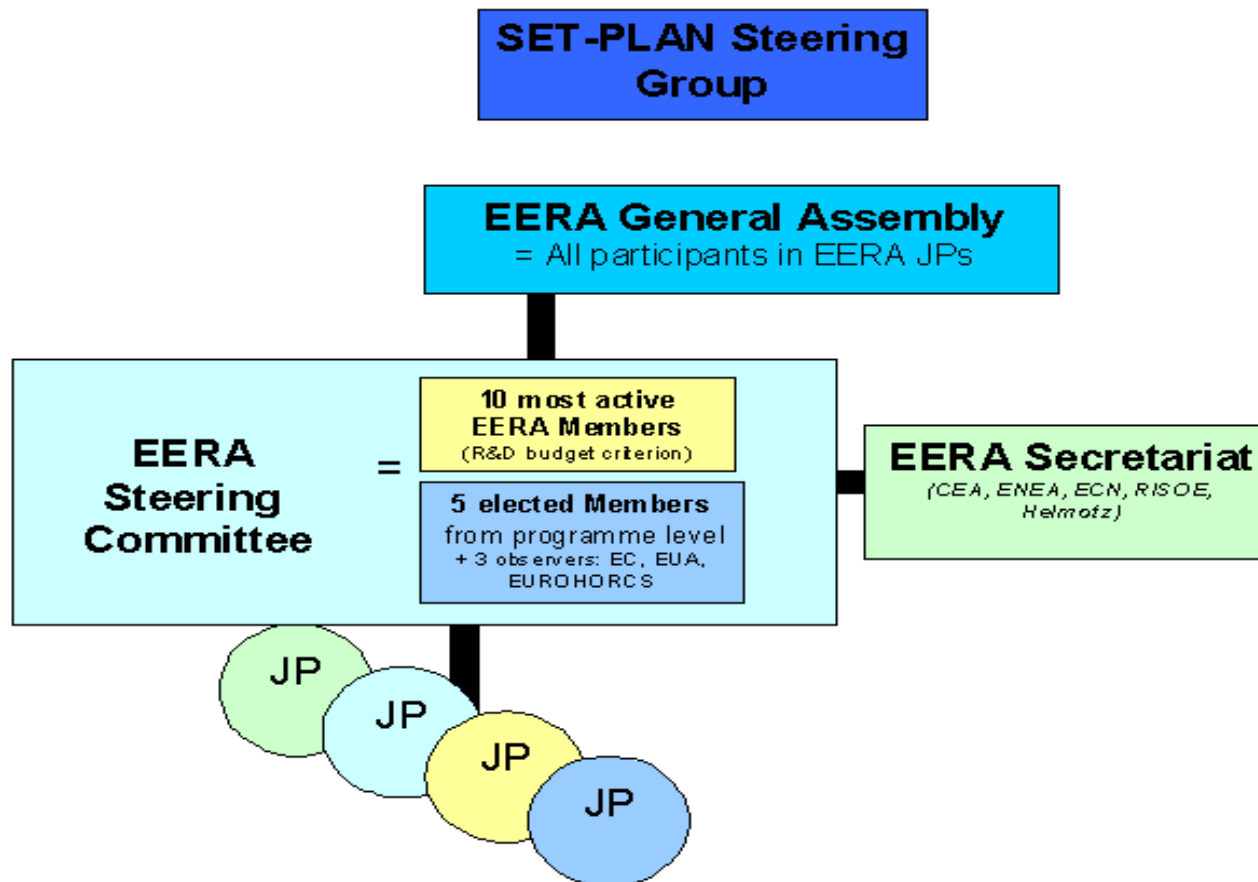 SET-PLAN Steering
Group
EERA General Assembly
= All participants in EERA JPs
EERA
Steering
Committee
=
10 most active
EERA Members
(R&D budget criterion)
5 elected Members
from programme level
+ 3 observers: EC, EUA,
EUROHORCS
EERA Secretariat
(CEA, ENEA, ECN, RISOE,
Helmotz)
JP
JP
JP
JP